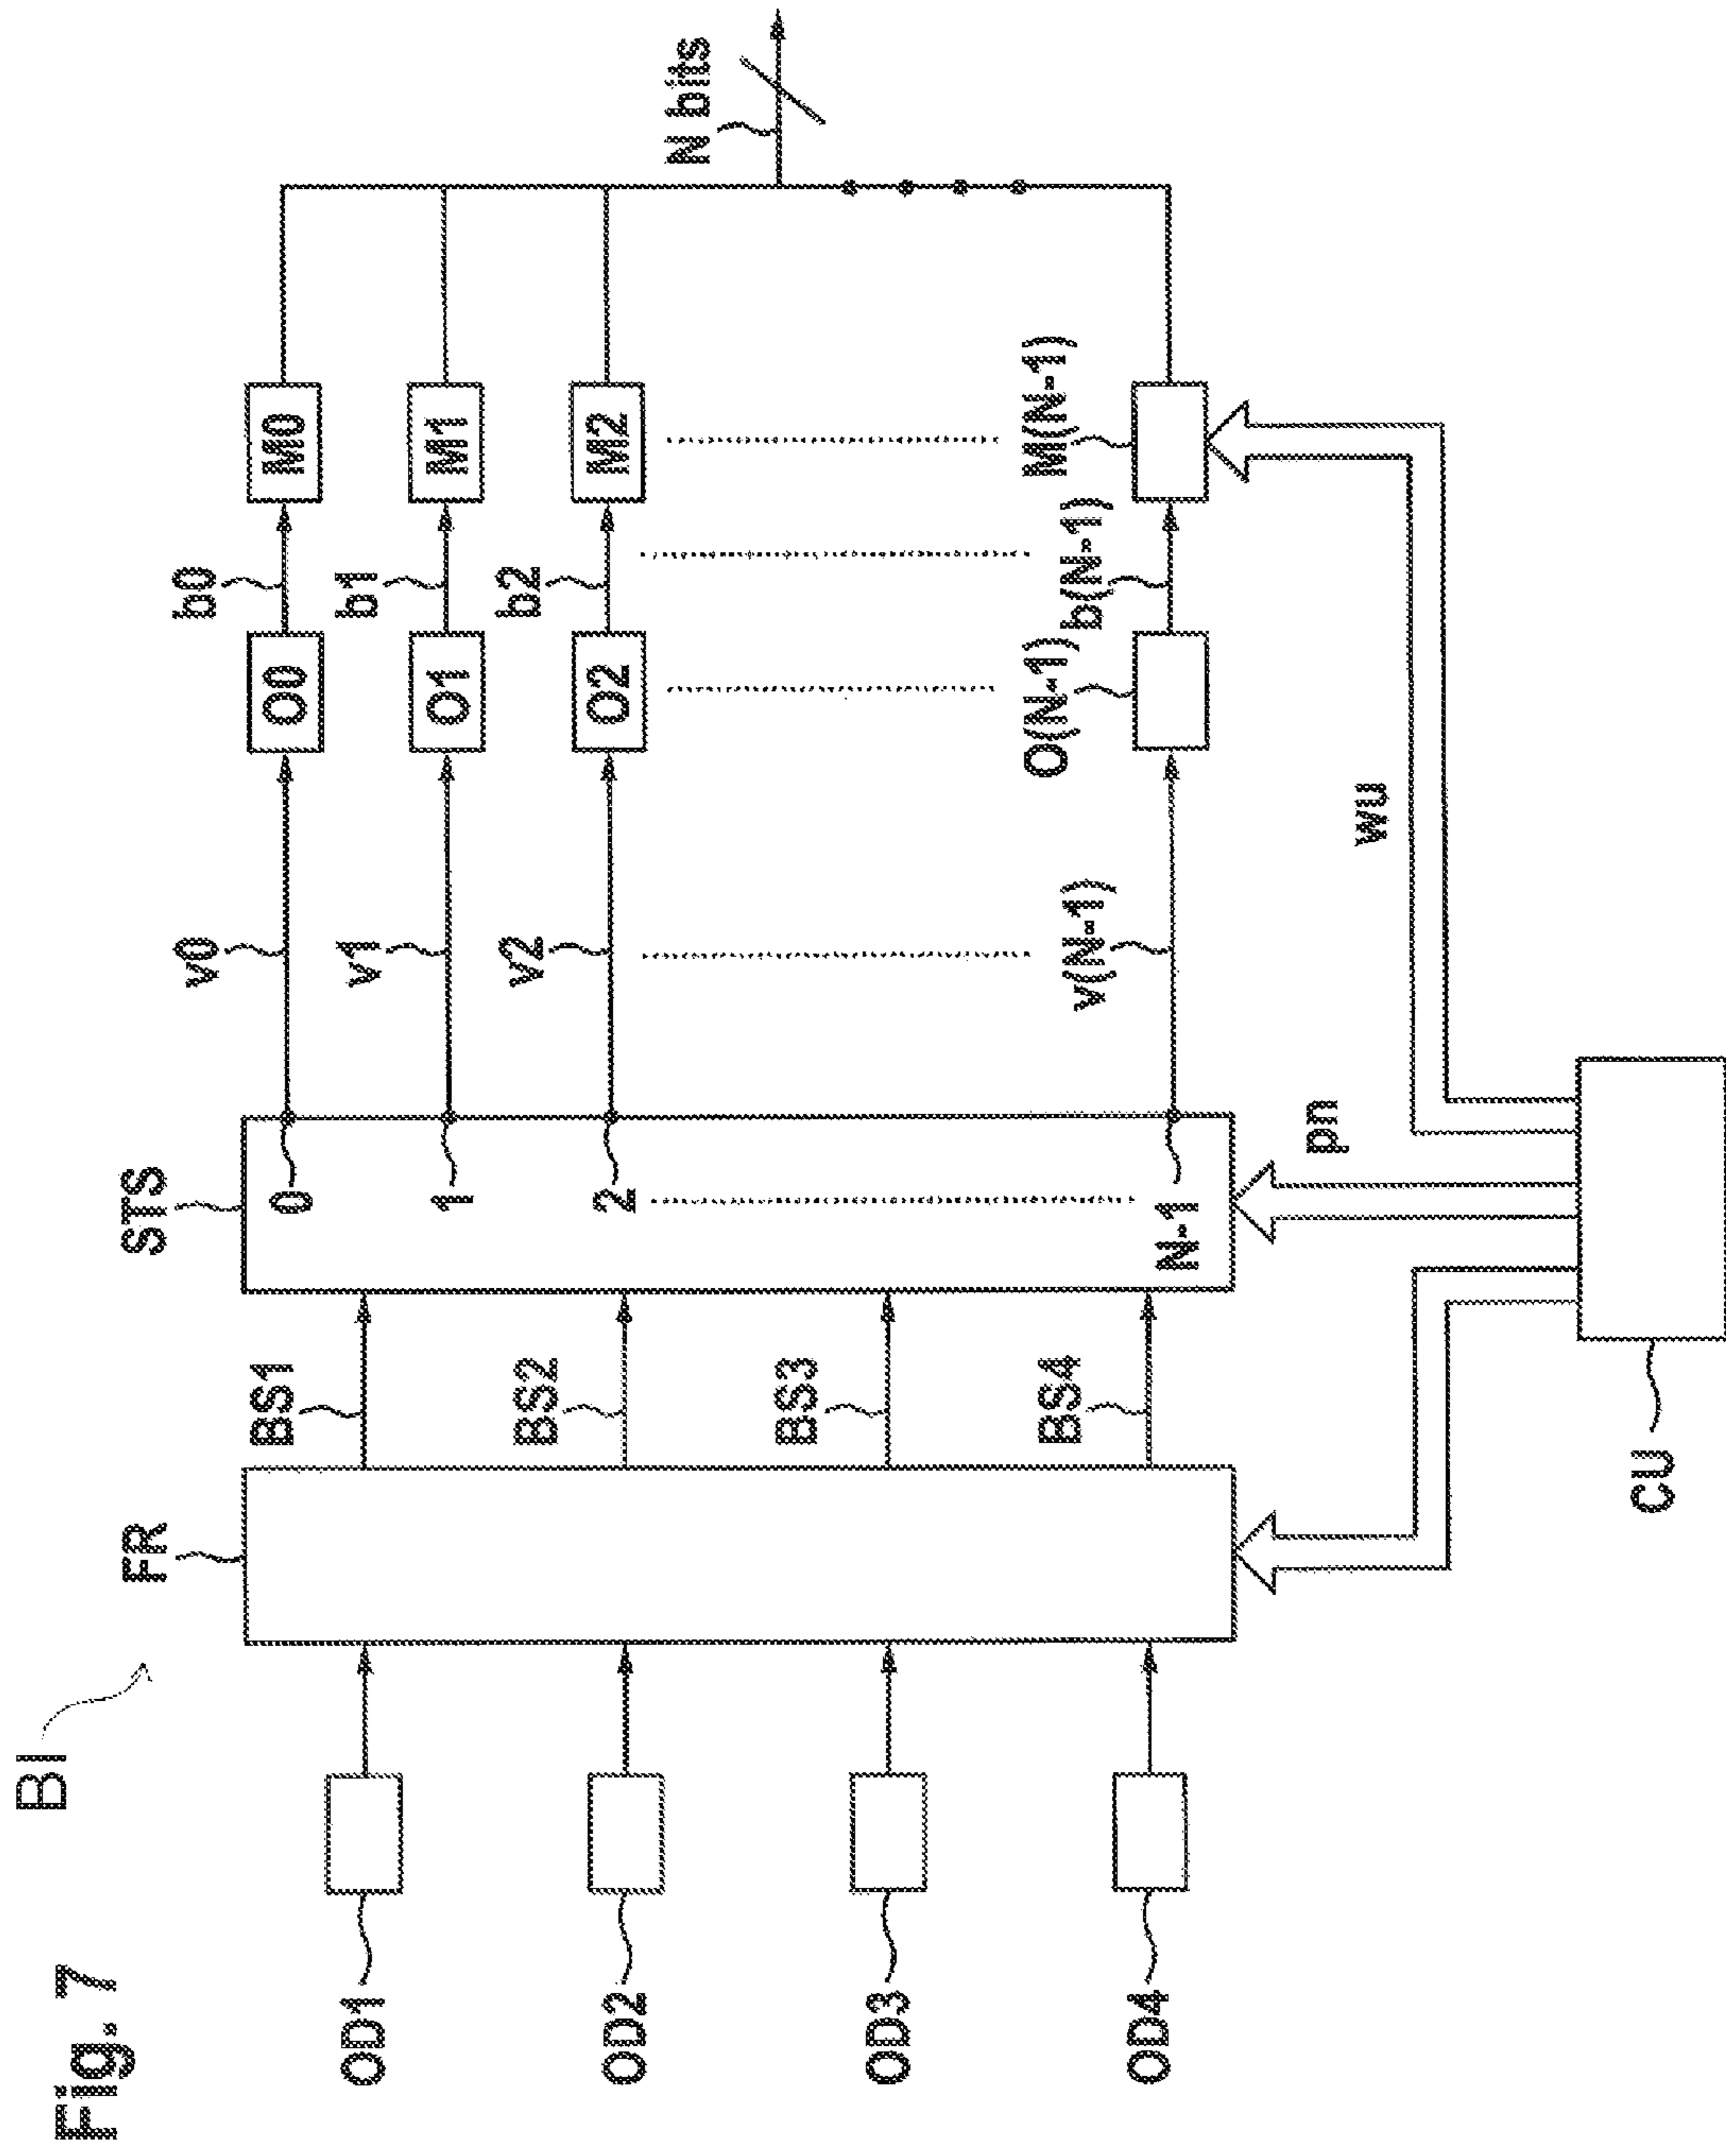 Fig. 7
BI
OD1
OD2
OD3
OD4
FR
BS1
BS2
BS3
BS4
STS
0
1
2
N-1
v0
v1
v2
v(N-1)
O0
O1
O2
O(N-1)
b0
b1
b2
b(N-1)
M0
M1
M2
M(N-1)
N bits
CU
pn
wu